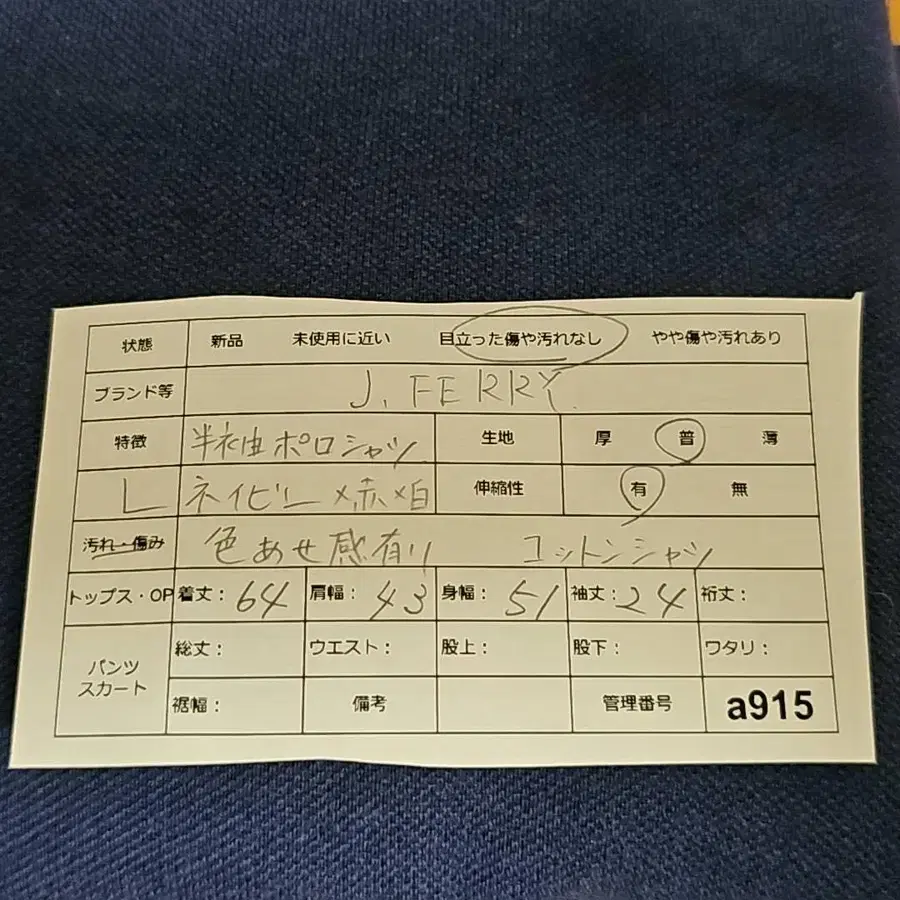 状態 新品 未使用に近い 目立った傷や汚れなし やや傷や汚れあり
ブランド等 J. FERRY.
特徴 半袖ポロシャツ 生地 厚 普 薄
L ネイビー×赤×白 伸縮性 有 無
汚れ・傷み 色あせ感有り コットンシャツ
トップス・OP 着丈：64 肩幅：43 身幅：51 袖丈：24 裄丈：
パンツ スカート 総丈： ウエスト： 股上： 股下： ワタリ：
裾幅： 備考 管理番号 a915